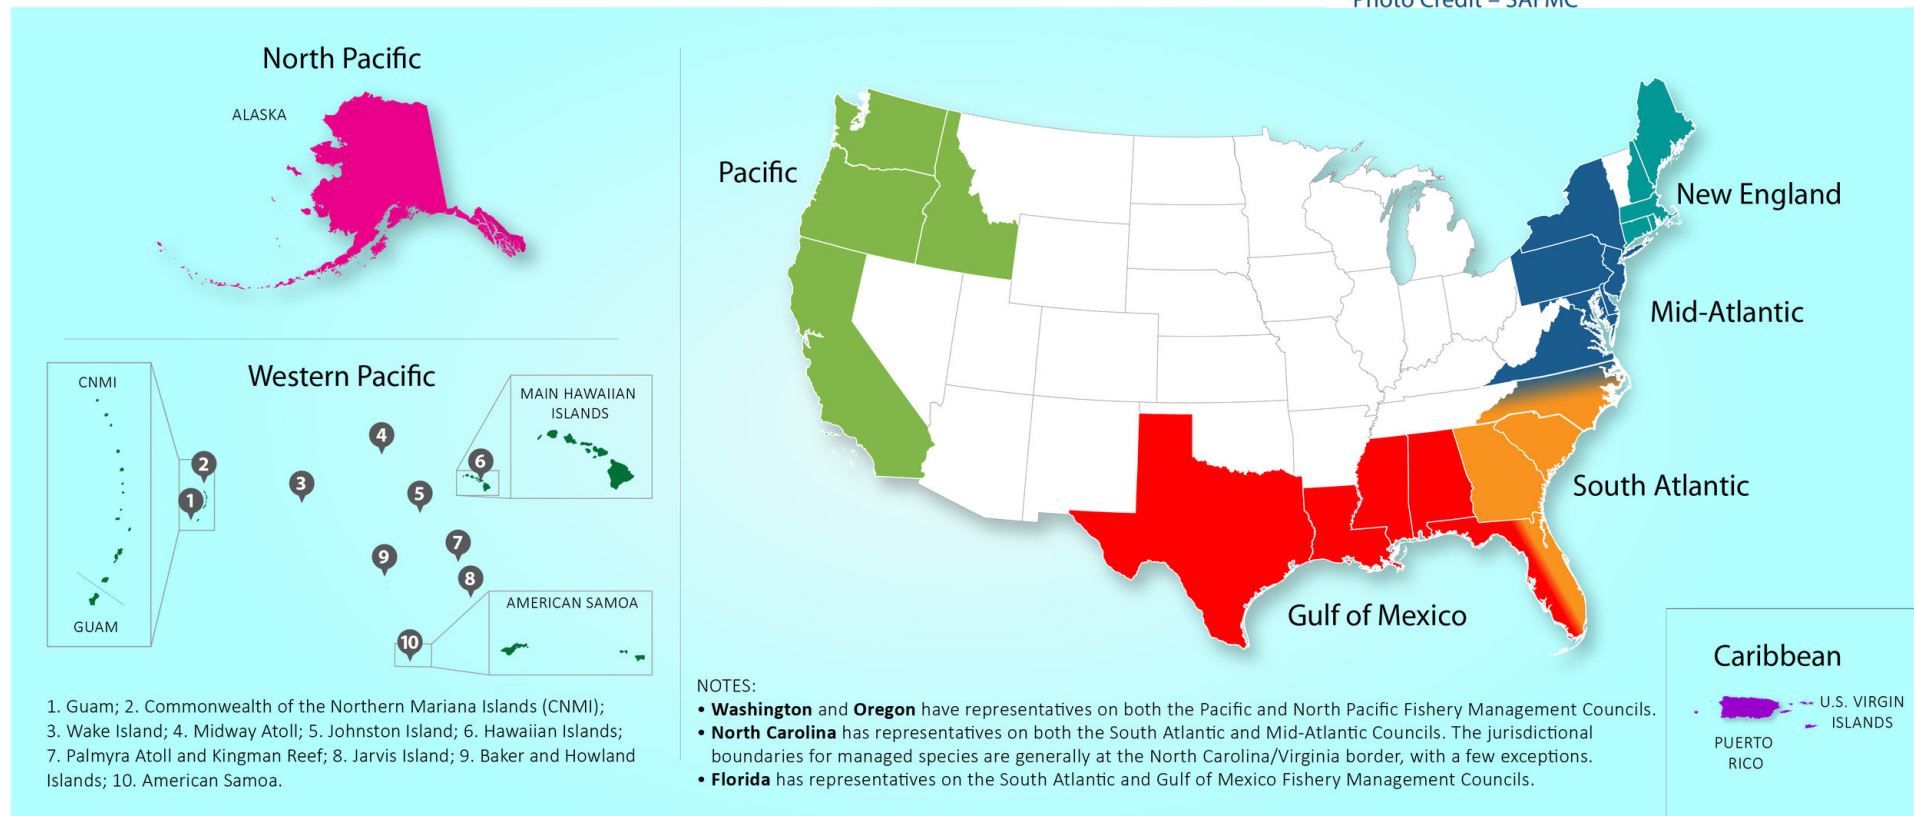 Photo Credit – SAFMC
North Pacific
ALASKA
Western Pacific
CNMI
GUAM
MAIN HAWAIIAN
ISLANDS
AMERICAN SAMOA
1
2
3
4
5
6
7
8
9
10
1. Guam; 2. Commonwealth of the Northern Mariana Islands (CNMI);
3. Wake Island; 4. Midway Atoll; 5. Johnston Island; 6. Hawaiian Islands;
7. Palmyra Atoll and Kingman Reef; 8. Jarvis Island; 9. Baker and Howland
Islands; 10. American Samoa.
Pacific
New England
Mid-Atlantic
South Atlantic
Gulf of Mexico
Caribbean
U.S. VIRGIN
ISLANDS
PUERTO
RICO
NOTES:
• Washington and Oregon have representatives on both the Pacific and North Pacific Fishery Management Councils.
• North Carolina has representatives on both the South Atlantic and Mid-Atlantic Councils. The jurisdictional
boundaries for managed species are generally at the North Carolina/Virginia border, with a few exceptions.
• Florida has representatives on the South Atlantic and Gulf of Mexico Fishery Management Councils.